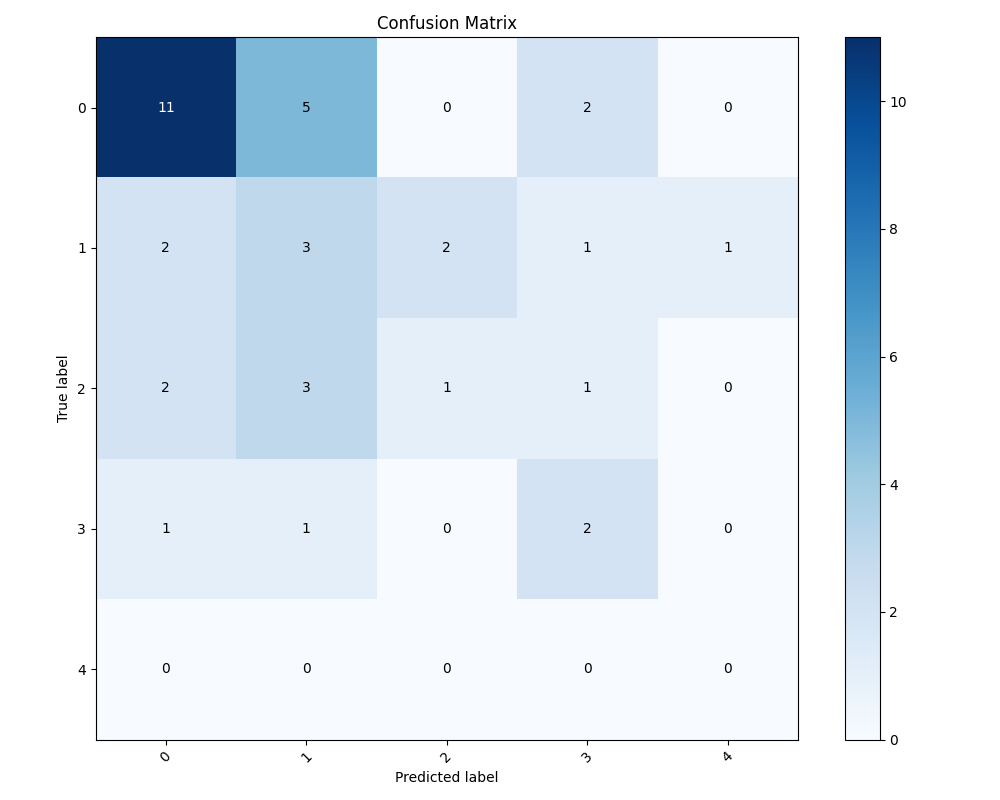 Confusion Matrix
True label
0 11 5 0 2 0
1 2 3 2 1 1
2 2 3 1 1 0
3 1 1 0 2 0
4 0 0 0 0 0
0 1 2 3 4
Predicted label
10
8
6
4
2
0